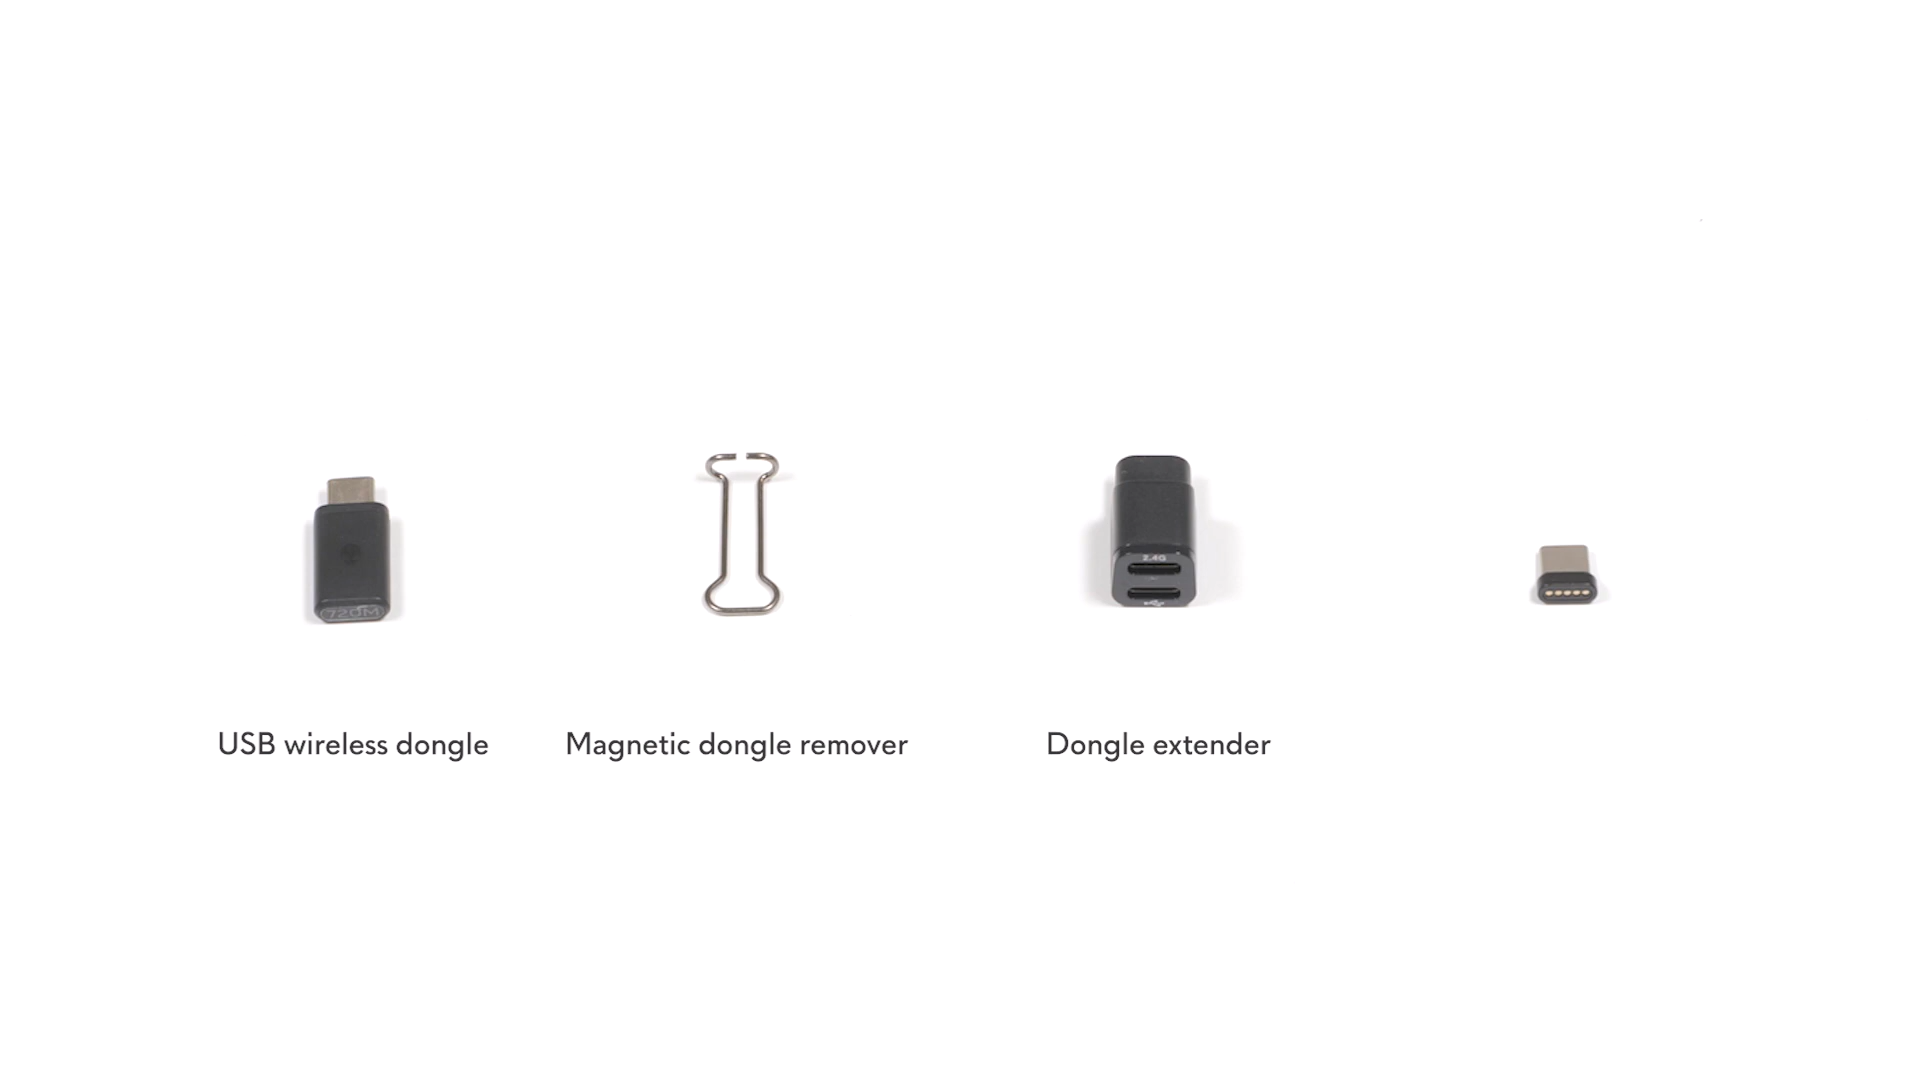 2.4G
720M
USB wireless dongle
Magnetic dongle remover
Dongle extender